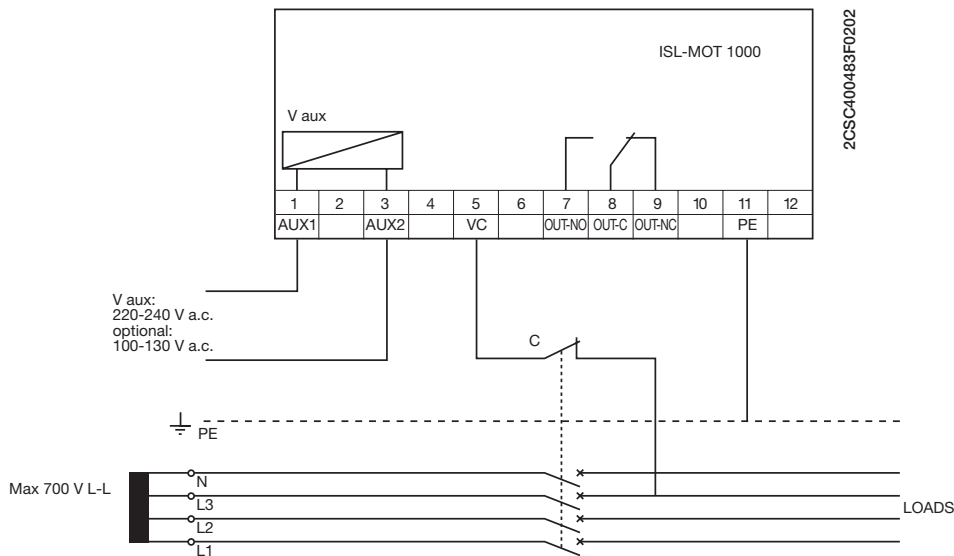 ISL-MOT 1000
2CSC400483F0202
V aux
1 2 3 4 5 6 7 8 9 10 11 12
AUX1 AUX2 VC OUT-NO OUT-C OUT-NC PE
V aux:
220-240 V a.c.
optional:
100-130 V a.c.
C
PE
Max 700 V L-L
N
L3
LOADS
L2
L1